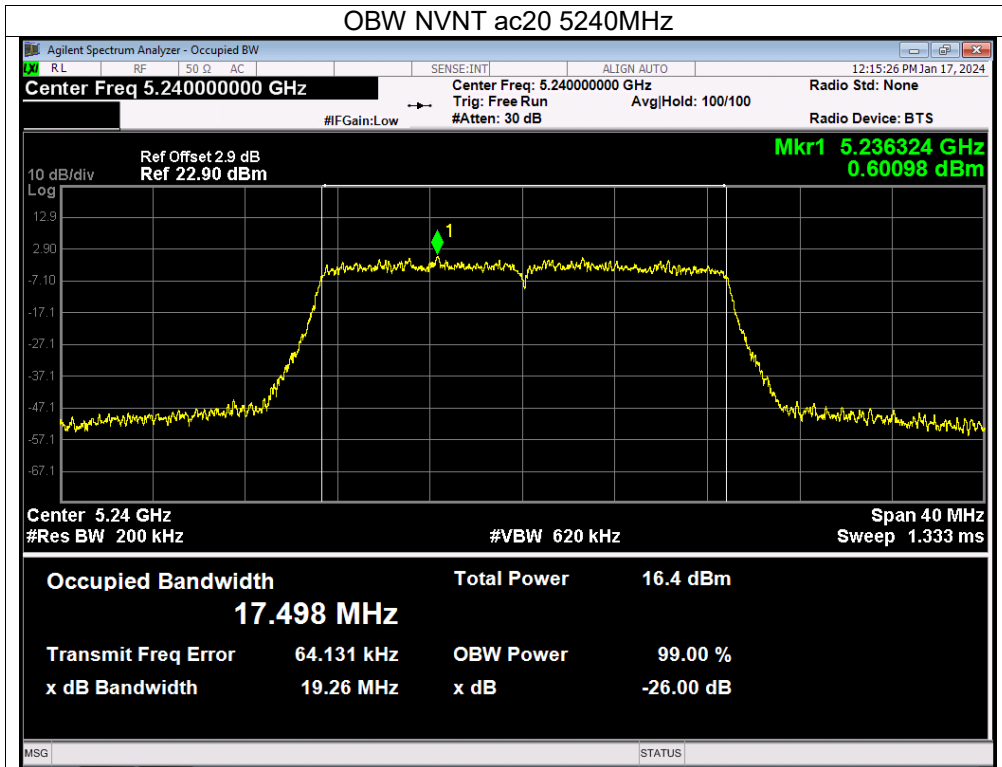 OBW NVNT ac20 5240MHz
Agilent Spectrum Analyzer - Occupied BW
LXI RL RF 50 Ω AC SENSE:INT ALIGN AUTO 12:15:26 PM Jan 17, 2024
Center Freq 5.240000000 GHz Center Freq: 5.240000000 GHz Radio Std: None
Trig: Free Run Avg|Hold: 100/100
#IFGain:Low #Atten: 30 dB Radio Device: BTS
Mkr1 5.236324 GHz
0.60098 dBm
Ref Offset 2.9 dB
10 dB/div Ref 22.90 dBm
Log
12.9
1
2.90
-7.10
-17.1
-27.1
-37.1
-47.1
-57.1
-67.1
Center 5.24 GHz Span 40 MHz
#Res BW 200 kHz #VBW 620 kHz Sweep 1.333 ms
Occupied Bandwidth Total Power 16.4 dBm
17.498 MHz
Transmit Freq Error 64.131 kHz OBW Power 99.00 %
x dB Bandwidth 19.26 MHz x dB -26.00 dB
MSG STATUS